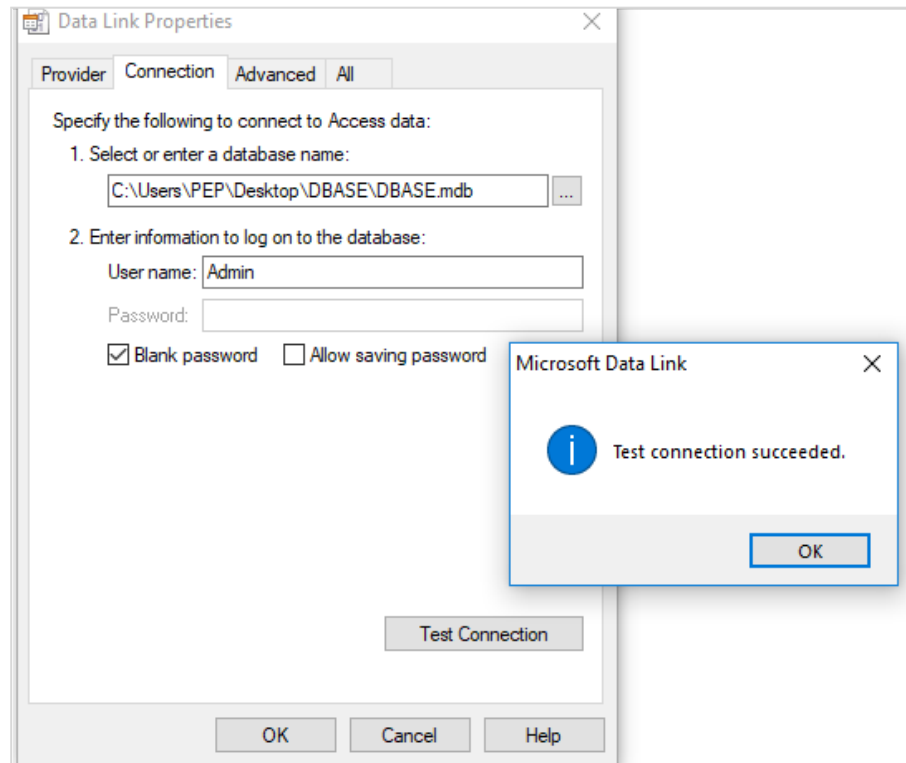 Data Link Properties
Provider Connection Advanced All
Specify the following to connect to Access data:
1. Select or enter a database name:
C:\Users\PEP\Desktop\DBASE\DBASE.mdb ...
2. Enter information to log on to the database:
User name: Admin
Password:
Blank password Allow saving password
Microsoft Data Link
Test connection succeeded.
OK
Test Connection
OK Cancel Help